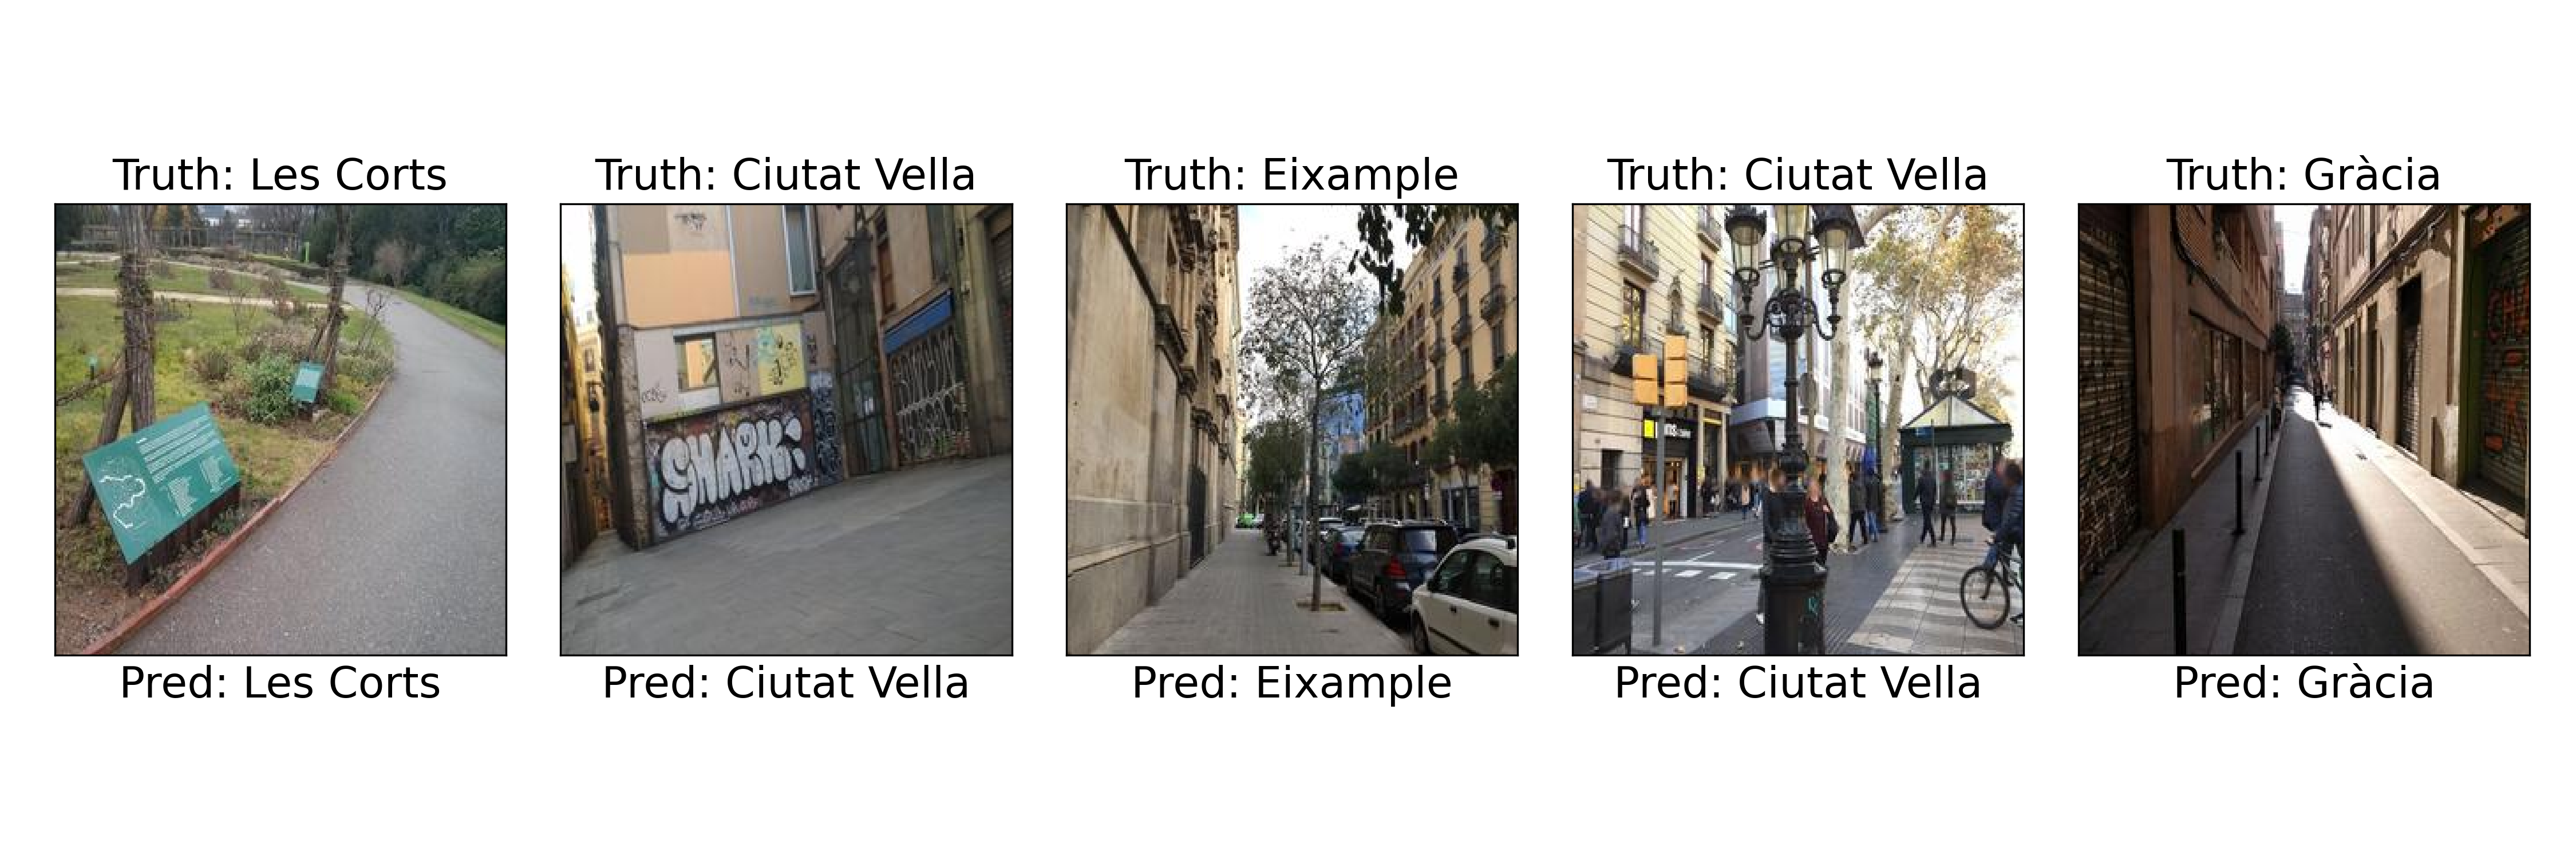 Truth: Les Corts
Truth: Ciutat Vella
Truth: Eixample
Truth: Ciutat Vella
Truth: Gràcia
SHARK
Pred: Les Corts
Pred: Ciutat Vella
Pred: Eixample
Pred: Ciutat Vella
Pred: Gràcia